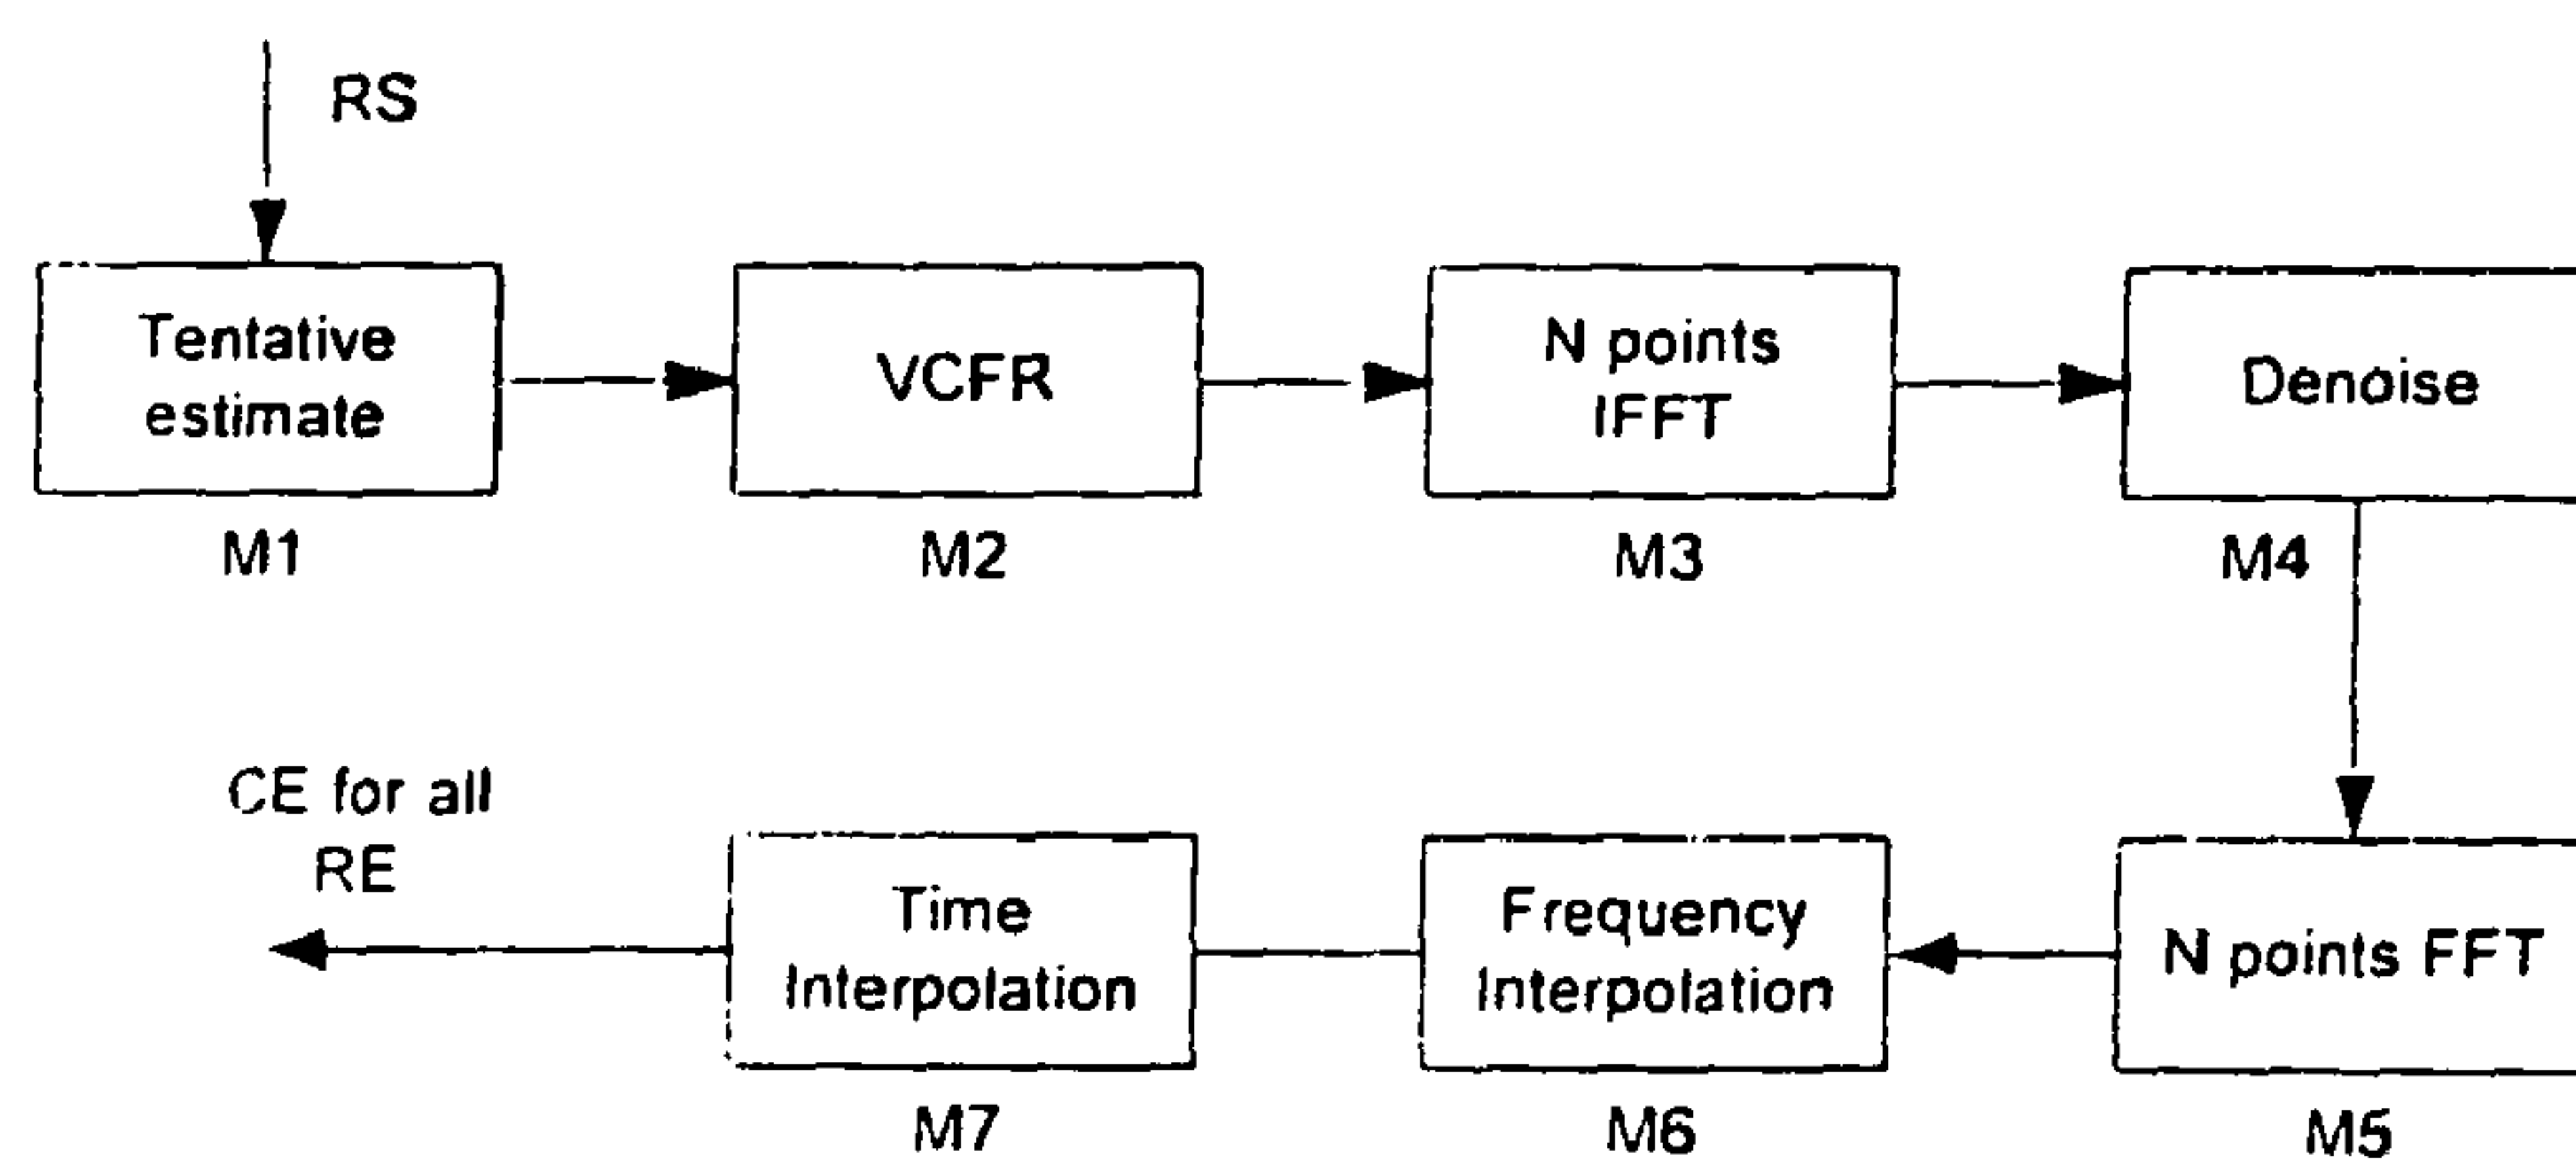 RS
Tentative
estimate
M1
VCFR
M2
N points
IFFT
M3
Denoise
M4
N points FFT
M5
Frequency
Interpolation
M6
Time
Interpolation
M7
CE for all
RE